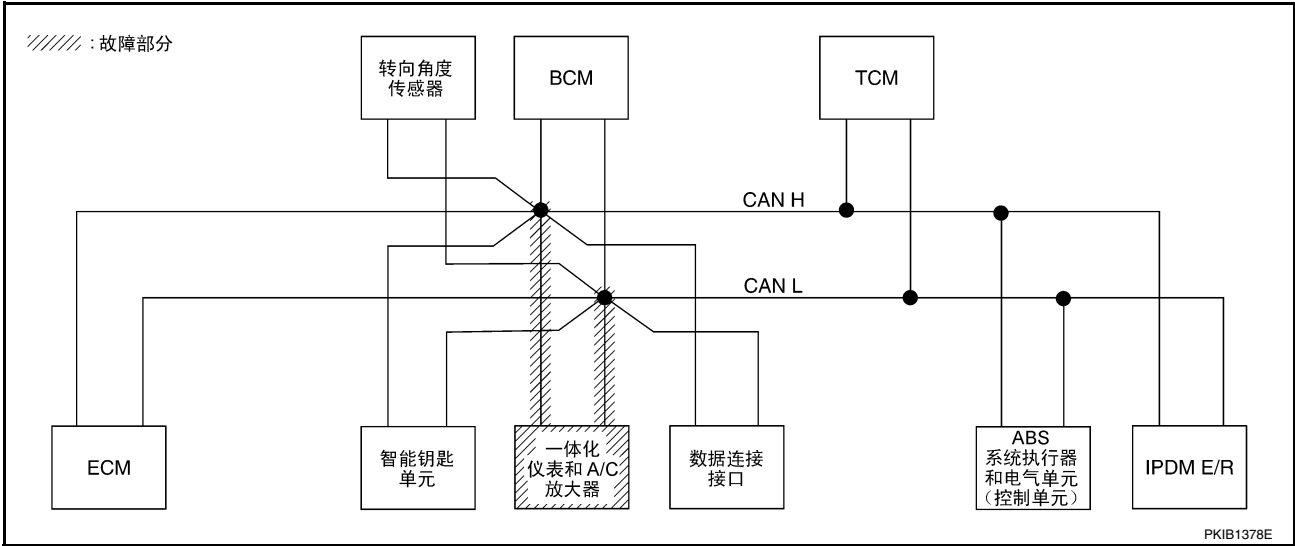 : 故障部分
转向角度
传感器
BCM
TCM
CAN H
CAN L
ECM
智能钥匙
单元
一体化
仪表和 A/C
放大器
数据连接
接口
ABS
系统执行器
和电气单元
（控制单元）
IPDM E/R
PKIB1378E